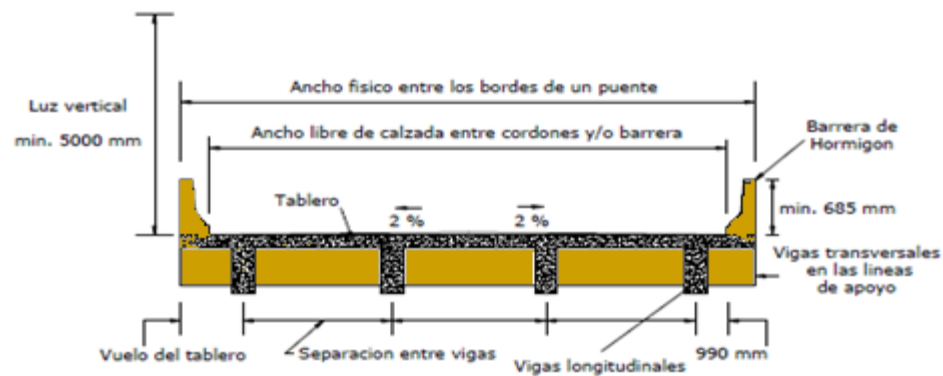 Ancho fisico entre los bordes de un puente
Luz vertical
min. 5000 mm
Ancho libre de calzada entre cordones y/o barrera
Barrera de
Hormigon
Tablero
2 %
2 %
min. 685 mm
Vigas transversales
en las lineas
de apoyo
Vuelo del tablero
Separacion entre vigas
Vigas longitudinales
990 mm